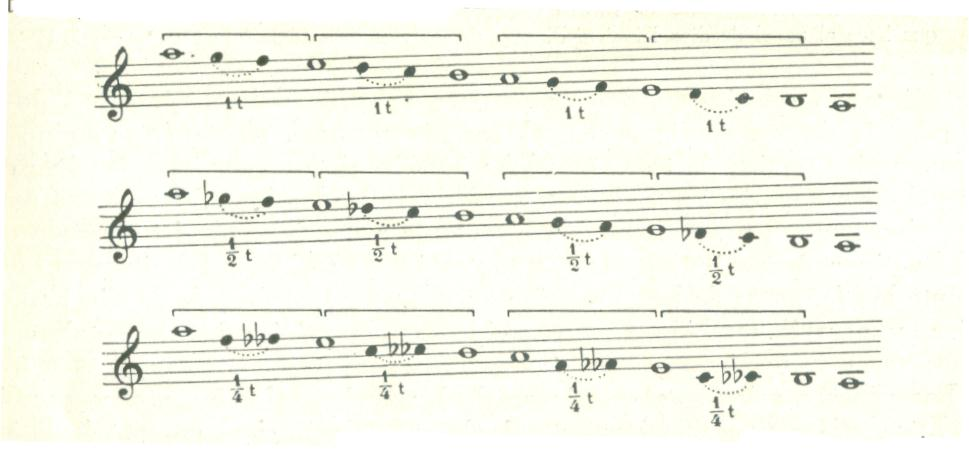 1 t 1 t 1 t 1 t
1/2 t 1/2 t 1/2 t 1/2 t
1/4 t 1/4 t 1/4 t 1/4 t